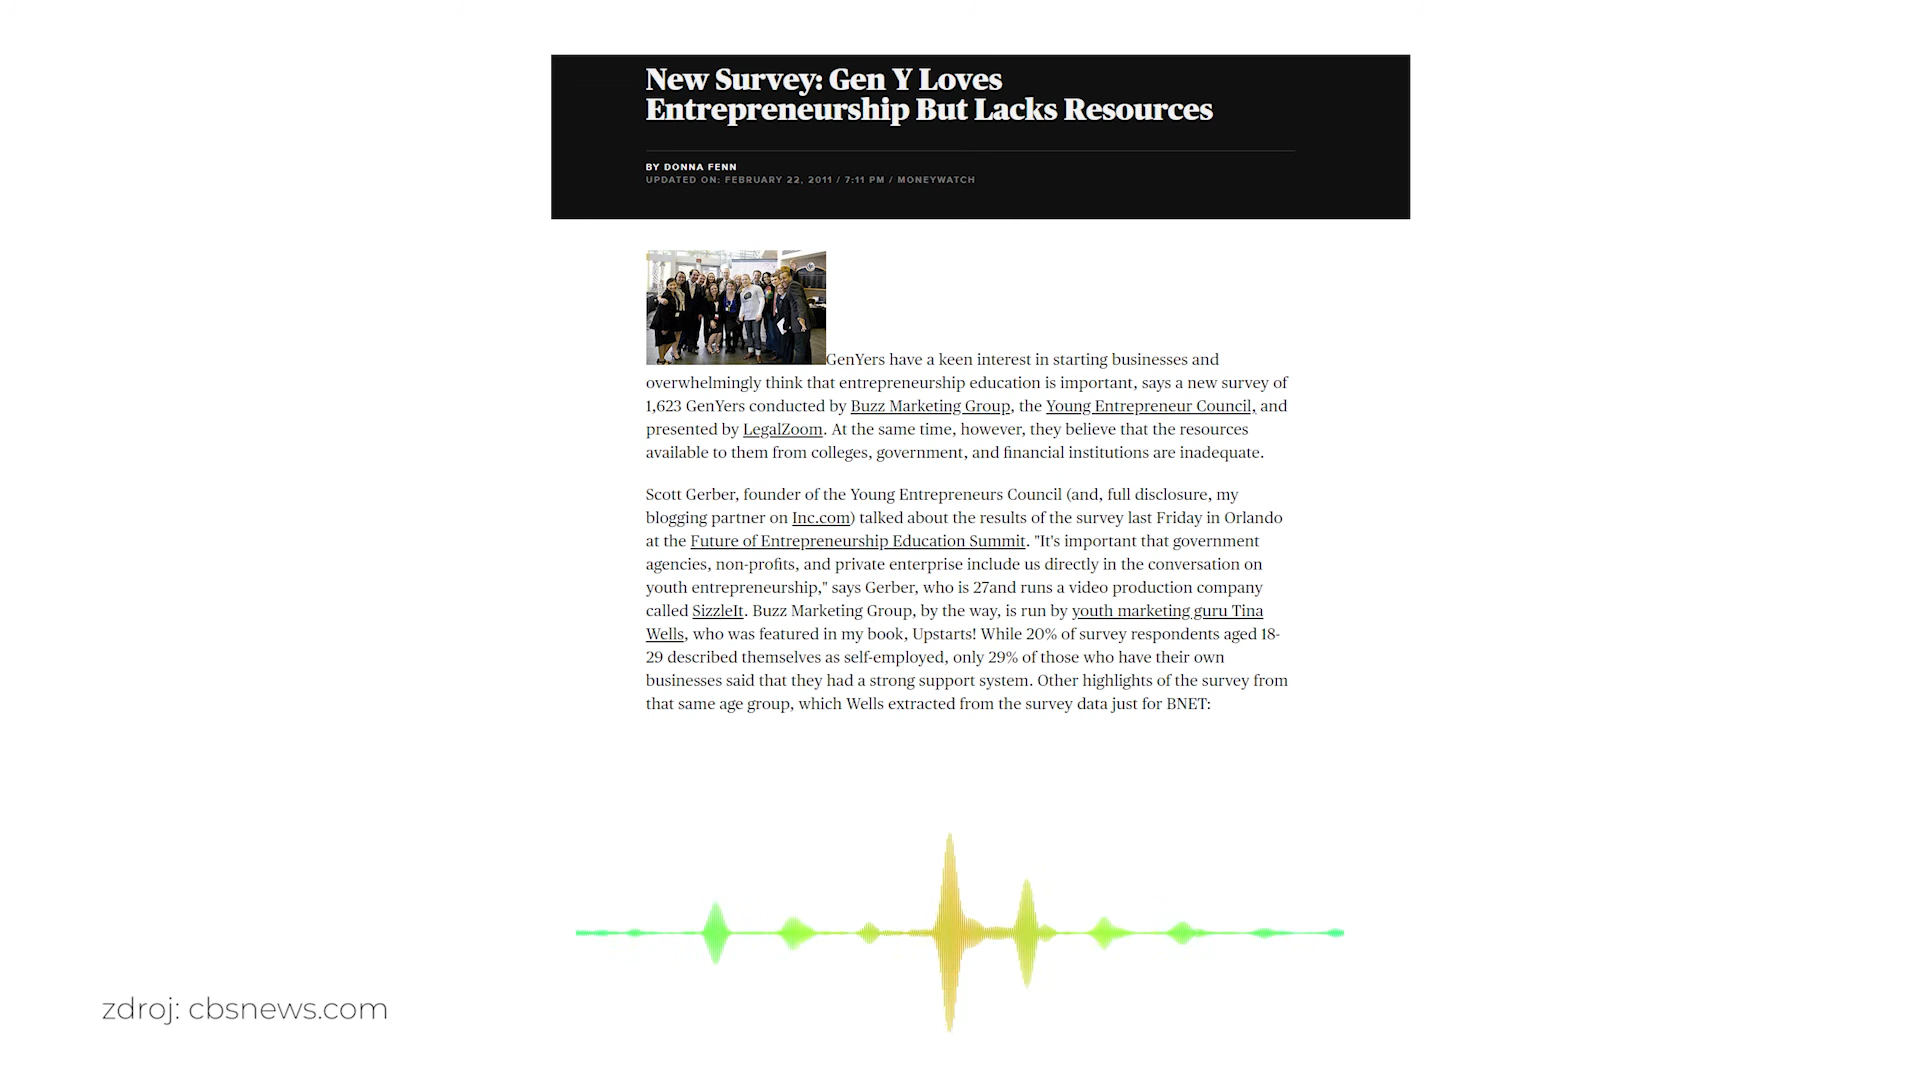 New Survey: Gen Y Loves
Entrepreneurship But Lacks Resources
BY DONNA FENN
UPDATED ON: FEBRUARY 22, 2011 / 7:11 PM / MONEYWATCH
GenYers have a keen interest in starting businesses and
overwhelmingly think that entrepreneurship education is important, says a new survey of
1,623 GenYers conducted by Buzz Marketing Group, the Young Entrepreneur Council, and
presented by LegalZoom. At the same time, however, they believe that the resources
available to them from colleges, government, and financial institutions are inadequate.
Scott Gerber, founder of the Young Entrepreneurs Council (and, full disclosure, my
blogging partner on Inc.com) talked about the results of the survey last Friday in Orlando
at the Future of Entrepreneurship Education Summit. "It's important that government
agencies, non-profits, and private enterprise include us directly in the conversation on
youth entrepreneurship," says Gerber, who is 27and runs a video production company
called SizzleIt. Buzz Marketing Group, by the way, is run by youth marketing guru Tina
Wells, who was featured in my book, Upstarts! While 20% of survey respondents aged 18-
29 described themselves as self-employed, only 29% of those who have their own
businesses said that they had a strong support system. Other highlights of the survey from
that same age group, which Wells extracted from the survey data just for BNET:
zdroj: cbsnews.com